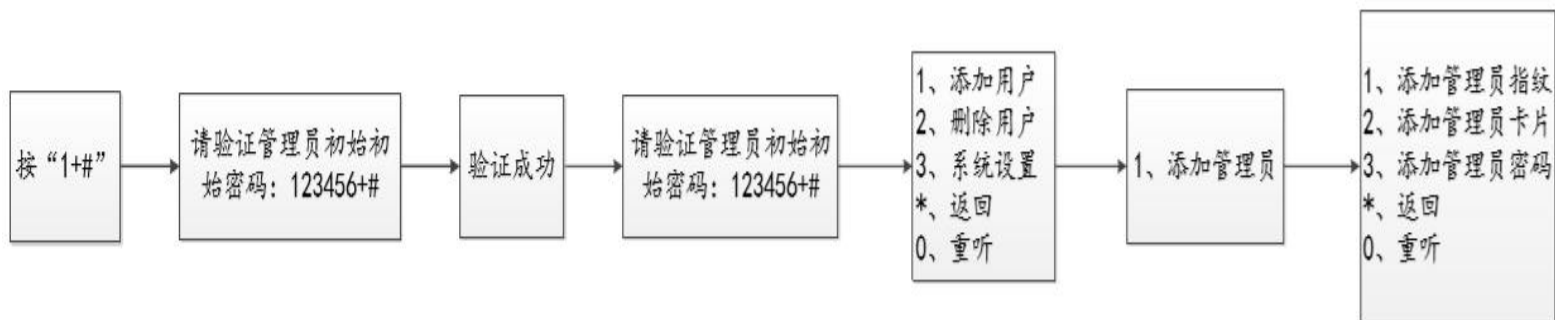 按“1+#”
请验证管理员初始初
始密码：123456+#
验证成功
请验证管理员初始初
始密码：123456+#
1、添加用户
2、删除用户
3、系统设置
*、返回
0、重听
1、添加管理员
1、添加管理员指纹
2、添加管理员卡片
3、添加管理员密码
*、返回
0、重听